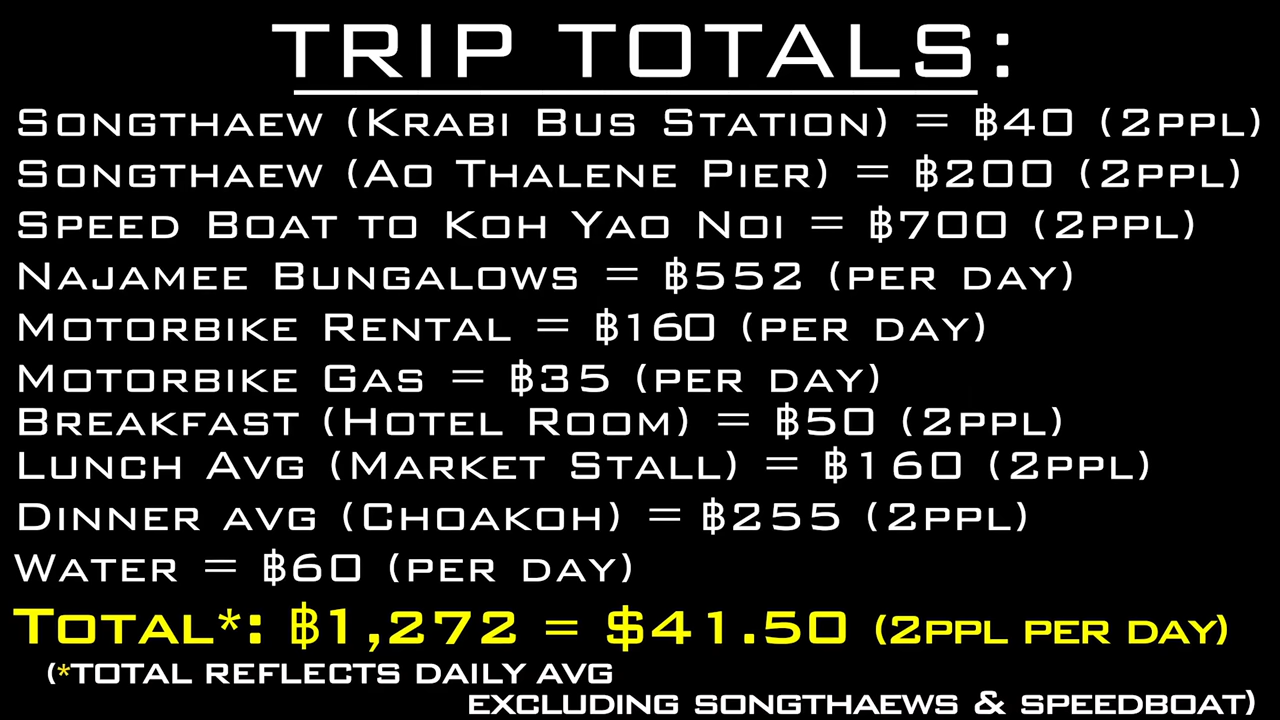 TRIP TOTALS:
SONGTHAEW (KRABI BUS STATION) = ฿40 (2PPL)
SONGTHAEW (AO THALENE PIER) = ฿200 (2PPL)
SPEED BOAT TO KOH YAO NOI = ฿700 (2PPL)
NAJAMEE BUNGALOWS = ฿552 (PER DAY)
MOTORBIKE RENTAL = ฿160 (PER DAY)
MOTORBIKE GAS = ฿35 (PER DAY)
BREAKFAST (HOTEL ROOM) = ฿50 (2PPL)
LUNCH AVG (MARKET STALL) = ฿160 (2PPL)
DINNER AVG (CHOAKOH) = ฿255 (2PPL)
WATER = ฿60 (PER DAY)
TOTAL*: ฿1,272 = $41.50 (2PPL PER DAY)
(*TOTAL REFLECTS DAILY AVG
EXCLUDING SONGTHAEWS & SPEEDBOAT)